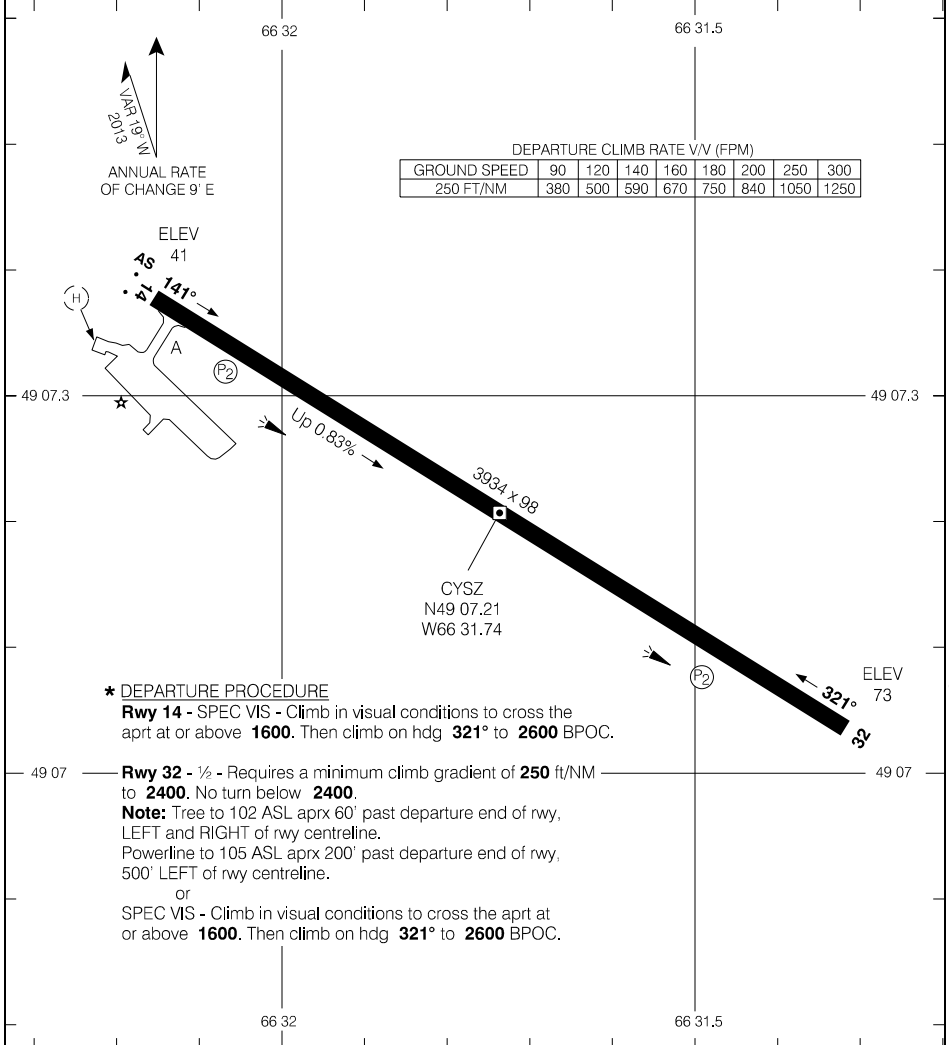 66 32
66 31.5
VAR 19° W
2013
ANNUAL RATE
OF CHANGE 9' E
DEPARTURE CLIMB RATE V/V (FPM)
GROUND SPEED 90 120 140 160 180 200 250 300
250 FT/NM 380 500 590 670 750 840 1050 1250
ELEV
41
AS
14
141°
H
A
P2
49 07.3
49 07.3
Up 0.83%
3934 x 98
CYSZ
N49 07.21
W66 31.74
P2
ELEV
73
321°
32
* DEPARTURE PROCEDURE
Rwy 14 - SPEC VIS - Climb in visual conditions to cross the
aprt at or above 1600. Then climb on hdg 321° to 2600 BPOC.
49 07
49 07
Rwy 32 - ½ - Requires a minimum climb gradient of 250 ft/NM
to 2400. No turn below 2400.
Note: Tree to 102 ASL aprx 60' past departure end of rwy,
LEFT and RIGHT of rwy centreline.
Powerline to 105 ASL aprx 200' past departure end of rwy,
500' LEFT of rwy centreline.
or
SPEC VIS - Climb in visual conditions to cross the aprt at
or above 1600. Then climb on hdg 321° to 2600 BPOC.
66 32
66 31.5